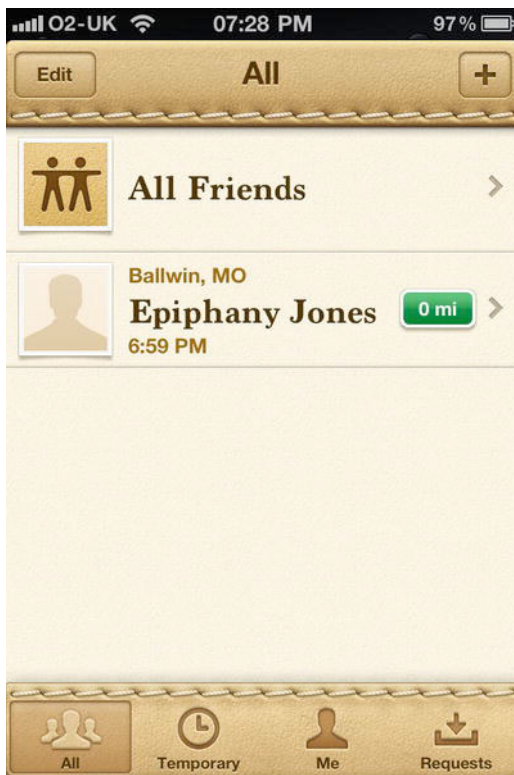 O2-UK 07:28 PM 97%
Edit All +
All Friends
Ballwin, MO
Epiphany Jones 0 mi
6:59 PM
All Temporary Me Requests